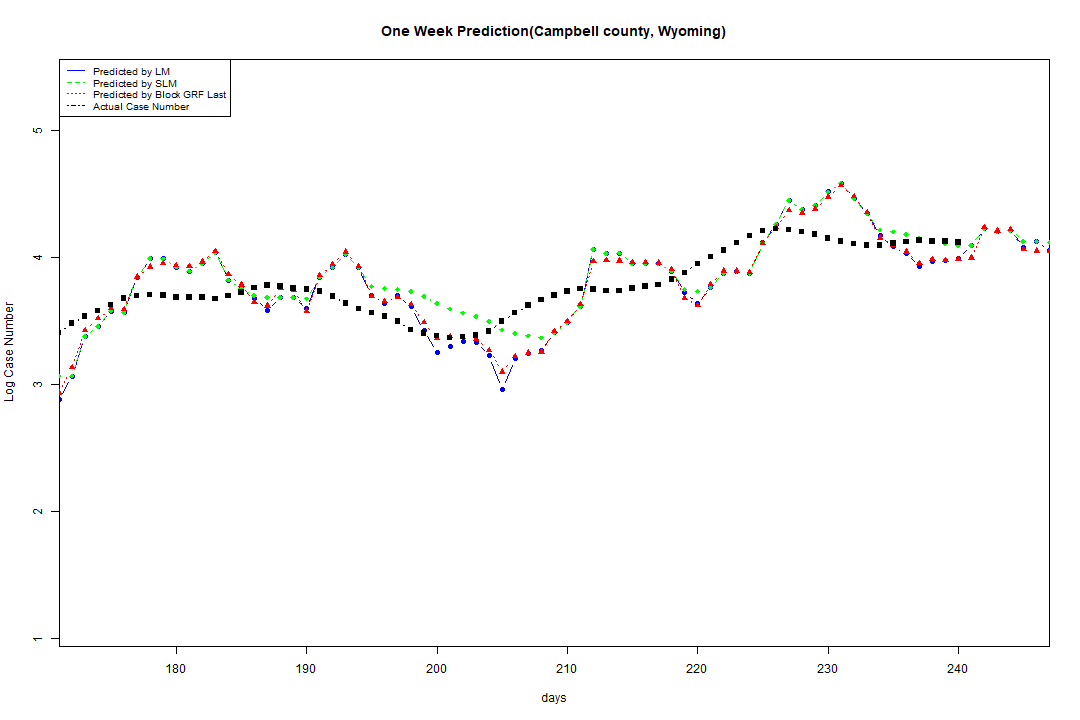 One Week Prediction(Campbell county, Wyoming)
Predicted by LM
Predicted by SLM
Predicted by Block GRF Last
Actual Case Number
5
4
3
2
1
Log Case Number
180 190 200 210 220 230 240
days